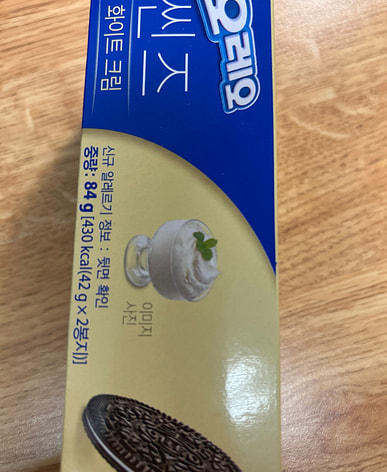 오레오
씬즈
화이트 크림
신규 알레르기 정보 : 뒷면 확인
중량 : 84 g [430 kcal(42 g × 2봉지)]
이미지
사진